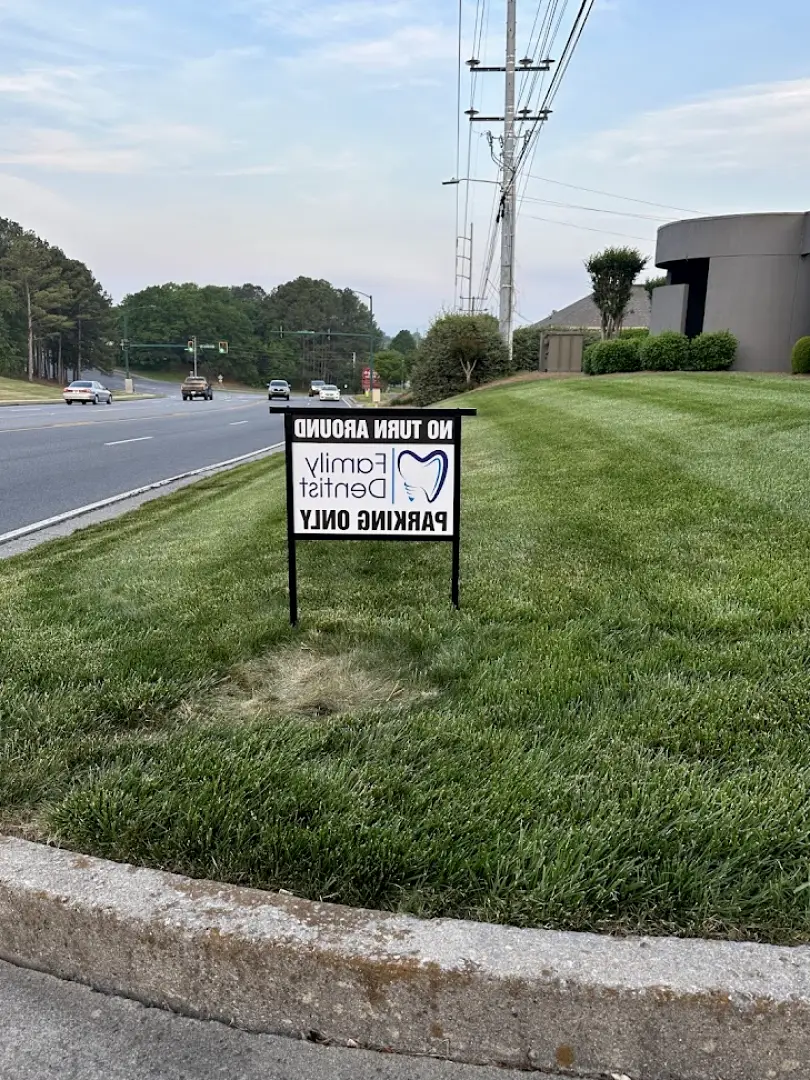 NO TURN AROUND
Family
Dentist
PARKING ONLY